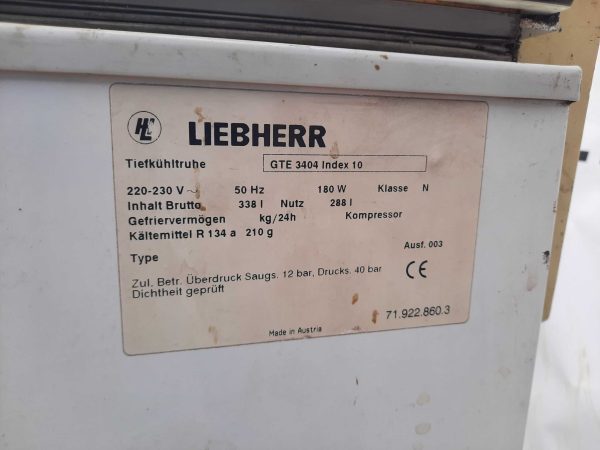 HL LIEBHERR
Tiefkühltruhe GTE 3404 Index 10
220-230 V ~ 50 Hz 180 W Klasse N
Inhalt Brutto 338 l Nutz 288 l
Gefriervermögen kg/24h Kompressor
Kältemittel R 134 a 210 g
Type Ausf. 003
Zul. Betr. Überdruck Saugs. 12 bar, Drucks. 40 bar
Dichtheit geprüft CE
71.922.860.3
Made in Austria